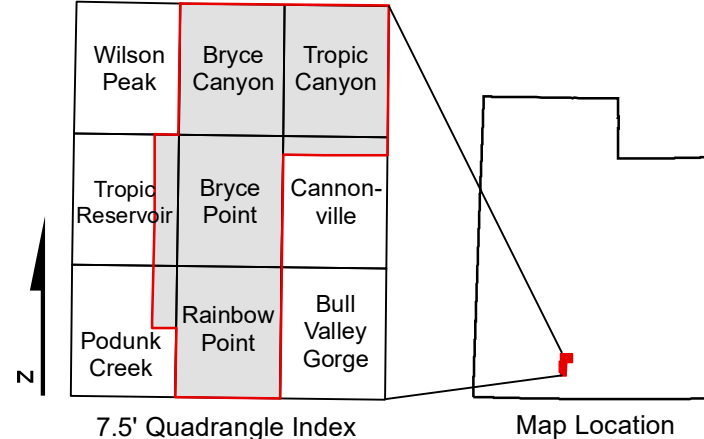 Wilson
Peak
Bryce
Canyon
Tropic
Canyon
Tropic
Reservoir
Bryce
Point
Cannon-
ville
Podunk
Creek
Rainbow
Point
Bull
Valley
Gorge
N
7.5' Quadrangle Index
Map Location